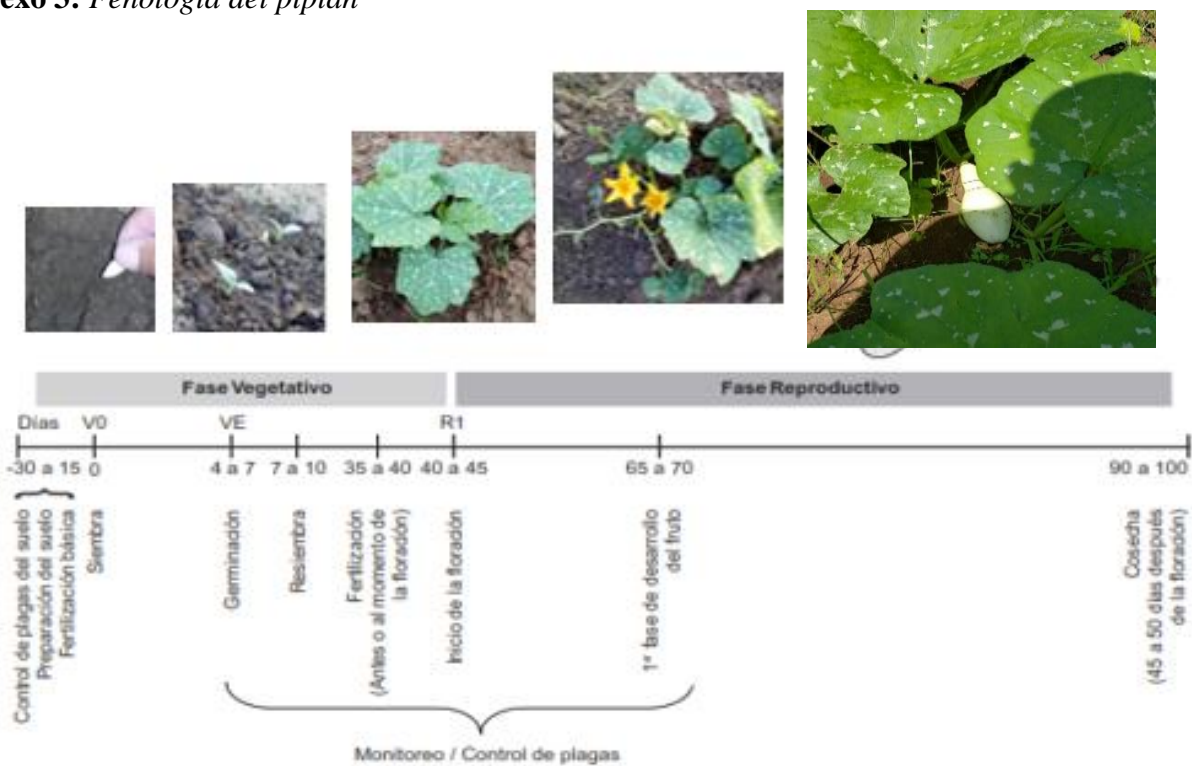 exo 3: Fenología del pipián
Fase Vegetativo
Fase Reproductivo
Días V0 VE R1
-30 a 15 0 4 a 7 7 a 10 35 a 40 40 a 45 65 a 70 90 a 100
Control de plagas del suelo
Preparación del suelo
Fertilización básica
Siembra
Germinación
Resiembra
Fertilización
(Antes o al momento de
la floración)
Inicio de la floración
1ª fase de desarrollo
del fruto
Cosecha
(45 a 50 días después
de la floración)
Monitoreo / Control de plagas